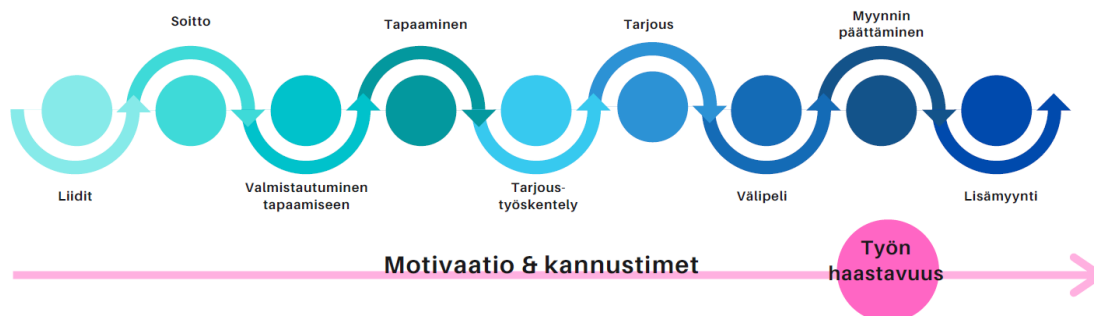 Soitto
Tapaaminen
Tarjous
Myynnin
päättäminen
Liidit
Valmistautuminen
tapaamiseen
Tarjous-
työskentely
Välipeli
Lisämyynti
Motivaatio & kannustimet
Työn
haastavuus